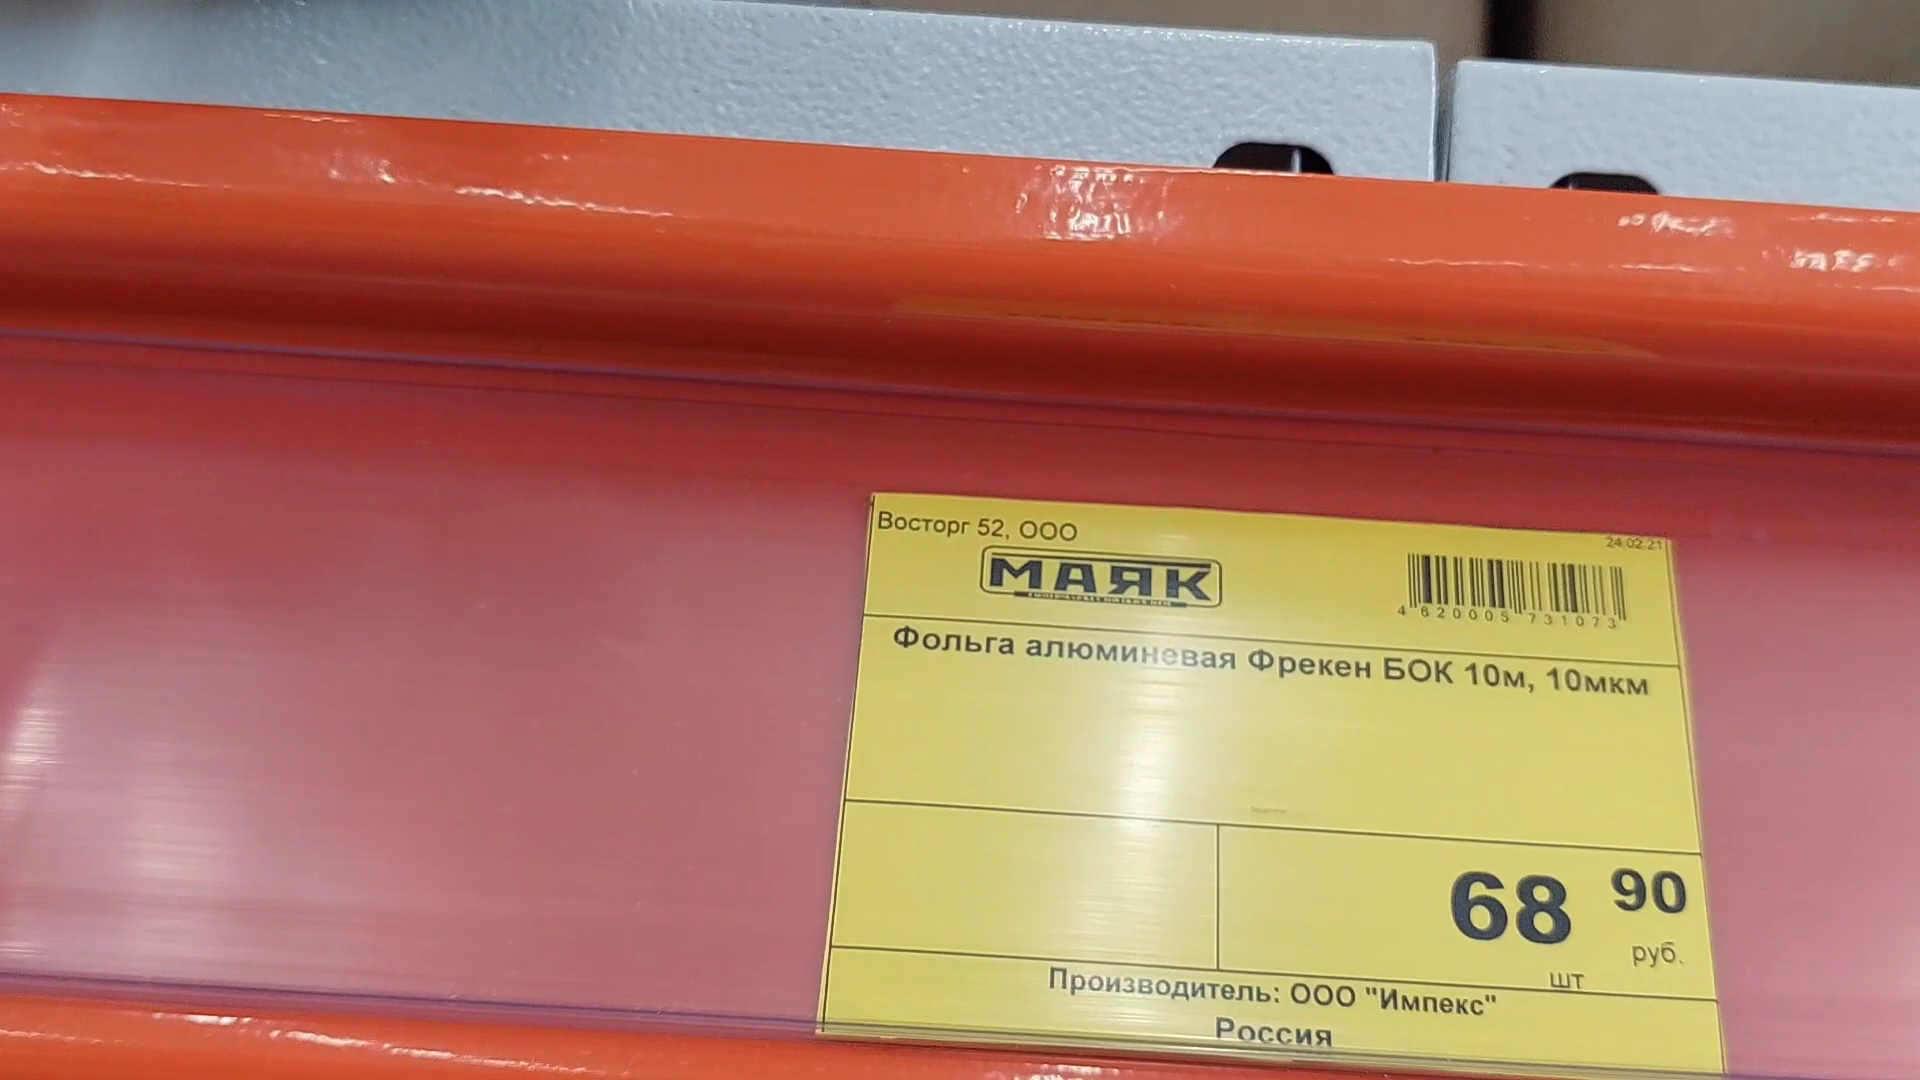 Восторг 52, ООО
24.02.21
МАЯК
4 620005 731073
Фольга алюминевая Фрекен БОК 10м, 10мкм
68 90
руб.
шт
Производитель: ООО "Импекс"
Россия